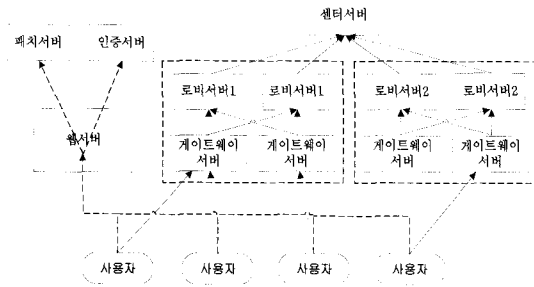 센터서버
패치서버 인증서버
로비서버1 로비서버1 로비서버2 로비서버2
웹서버
게이트웨이 게이트웨이 게이트웨이 게이트웨이
서버 서버 서버 서버
사용자 사용자 사용자 사용자